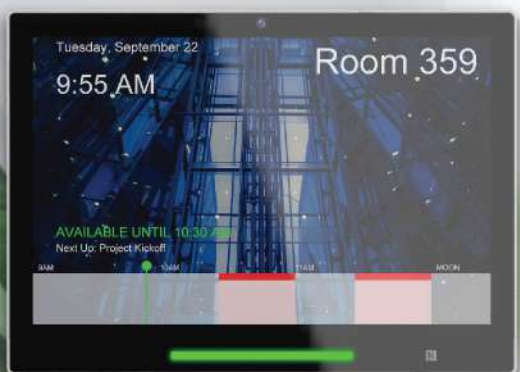 Tuesday, September 22
Room 359
9:55 AM
AVAILABLE UNTIL 10:30 AM
Next Up: Project Kickoff
9AM 10AM 11AM MOON